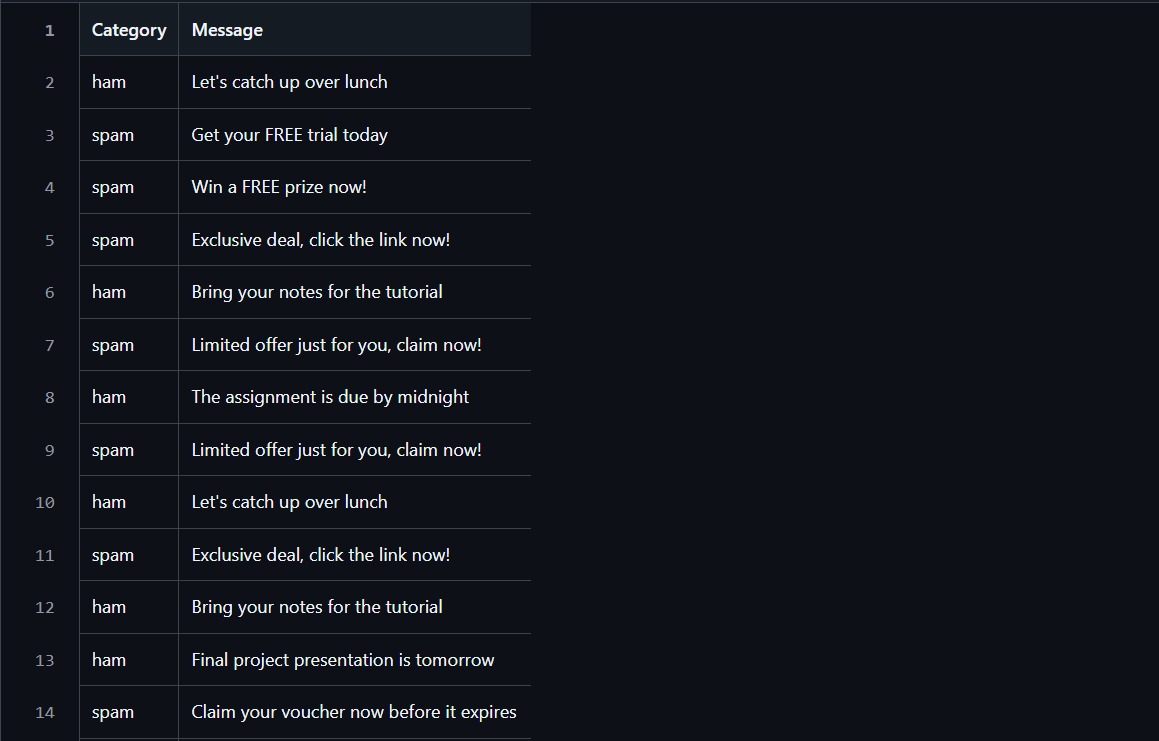 1 Category Message
2 ham Let's catch up over lunch
3 spam Get your FREE trial today
4 spam Win a FREE prize now!
5 spam Exclusive deal, click the link now!
6 ham Bring your notes for the tutorial
7 spam Limited offer just for you, claim now!
8 ham The assignment is due by midnight
9 spam Limited offer just for you, claim now!
10 ham Let's catch up over lunch
11 spam Exclusive deal, click the link now!
12 ham Bring your notes for the tutorial
13 ham Final project presentation is tomorrow
14 spam Claim your voucher now before it expires